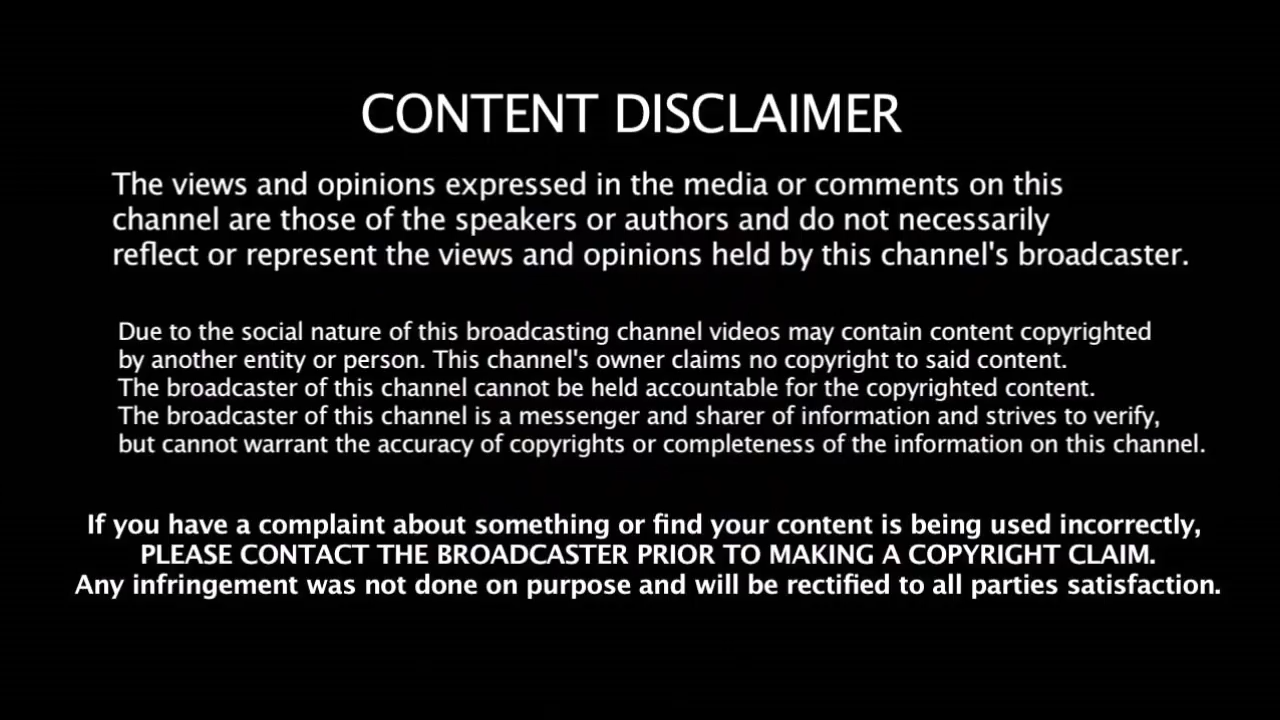 CONTENT DISCLAIMER
The views and opinions expressed in the media or comments on this
channel are those of the speakers or authors and do not necessarily
reflect or represent the views and opinions held by this channel's broadcaster.
Due to the social nature of this broadcasting channel videos may contain content copyrighted
by another entity or person. This channel's owner claims no copyright to said content.
The broadcaster of this channel cannot be held accountable for the copyrighted content.
The broadcaster of this channel is a messenger and sharer of information and strives to verify,
but cannot warrant the accuracy of copyrights or completeness of the information on this channel.
If you have a complaint about something or find your content is being used incorrectly,
PLEASE CONTACT THE BROADCASTER PRIOR TO MAKING A COPYRIGHT CLAIM.
Any infringement was not done on purpose and will be rectified to all parties satisfaction.